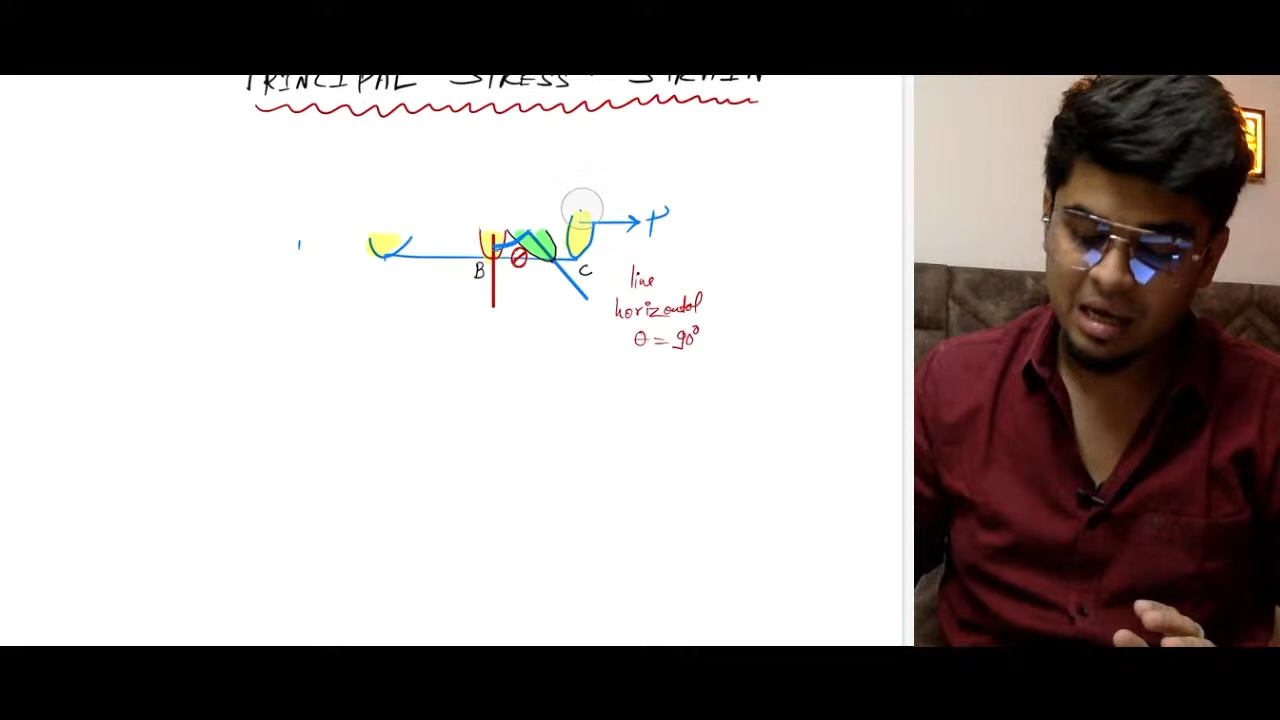 PRINCIPAL STRESS - STRAIN
P
θ
B
C
line
horizontal
θ = 90°